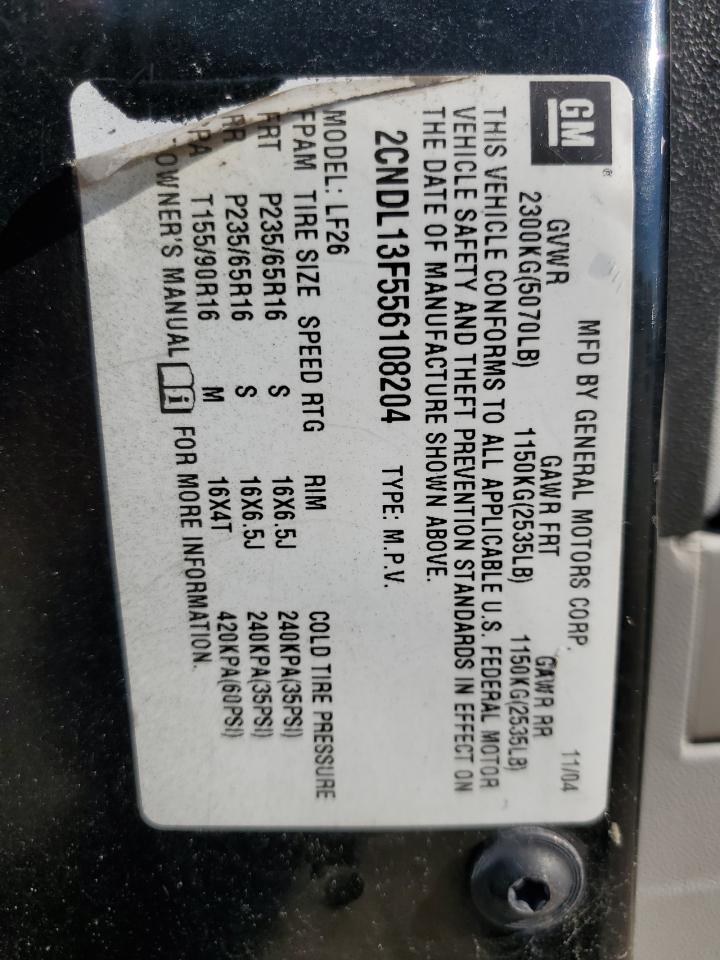 GM®
MFD BY GENERAL MOTORS CORP. 11/04
GVWR GAWR FRT GAWR RR
2300KG(5070LB) 1150KG(2535LB) 1150KG(2535LB)
THIS VEHICLE CONFORMS TO ALL APPLICABLE U.S. FEDERAL MOTOR
VEHICLE SAFETY AND THEFT PREVENTION STANDARDS IN EFFECT ON
THE DATE OF MANUFACTURE SHOWN ABOVE.
2CNDL13F556108204 TYPE: M.P.V.
MODEL: LF26
TIRE SIZE SPEED RTG RIM COLD TIRE PRESSURE
FRT P235/65R16 S 16X6.5J 240KPA(35PSI)
RR P235/65R16 S 16X6.5J 240KPA(35PSI)
T155/90R16 M 16X4T 420KPA(60PSI)
OWNER'S MANUAL FOR MORE INFORMATION.